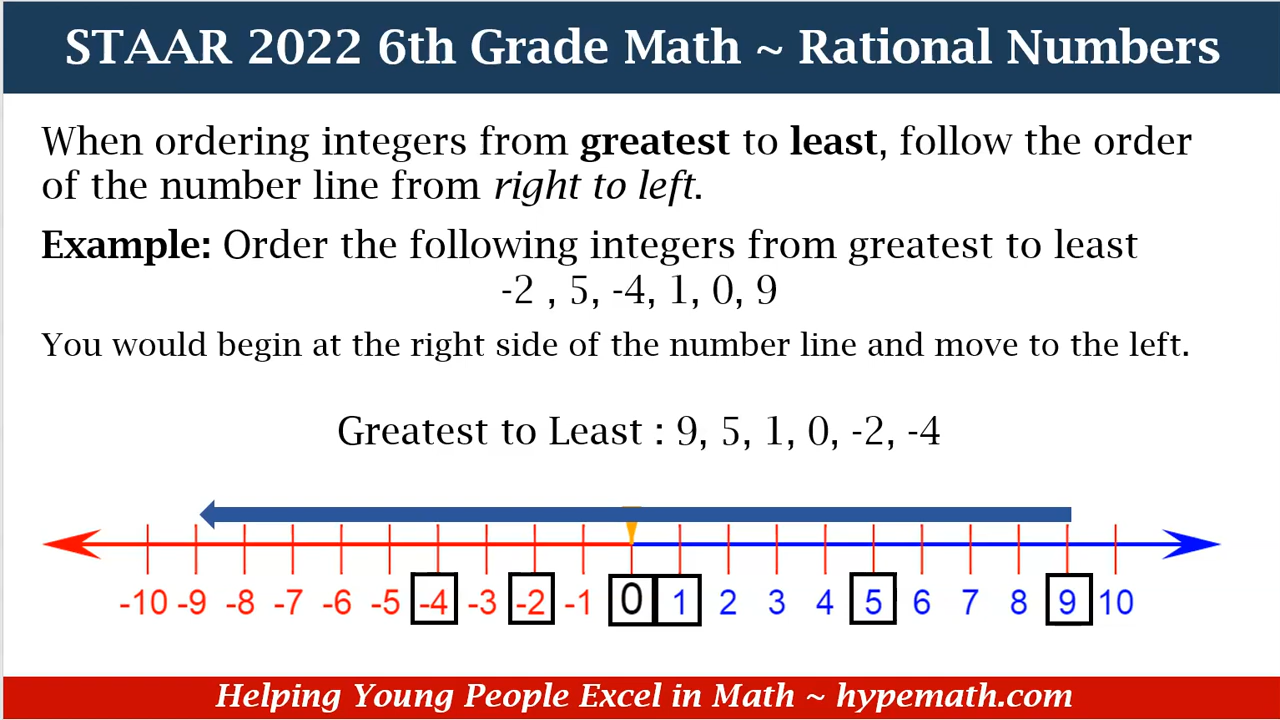 STAAR 2022 6th Grade Math ~ Rational Numbers
When ordering integers from greatest to least, follow the order
of the number line from right to left.
Example: Order the following integers from greatest to least
-2 , 5, -4, 1, 0, 9
You would begin at the right side of the number line and move to the left.
Greatest to Least : 9, 5, 1, 0, -2, -4
-10 -9 -8 -7 -6 -5 -4 -3 -2 -1 0 1 2 3 4 5 6 7 8 9 10
Helping Young People Excel in Math ~ hypemath.com